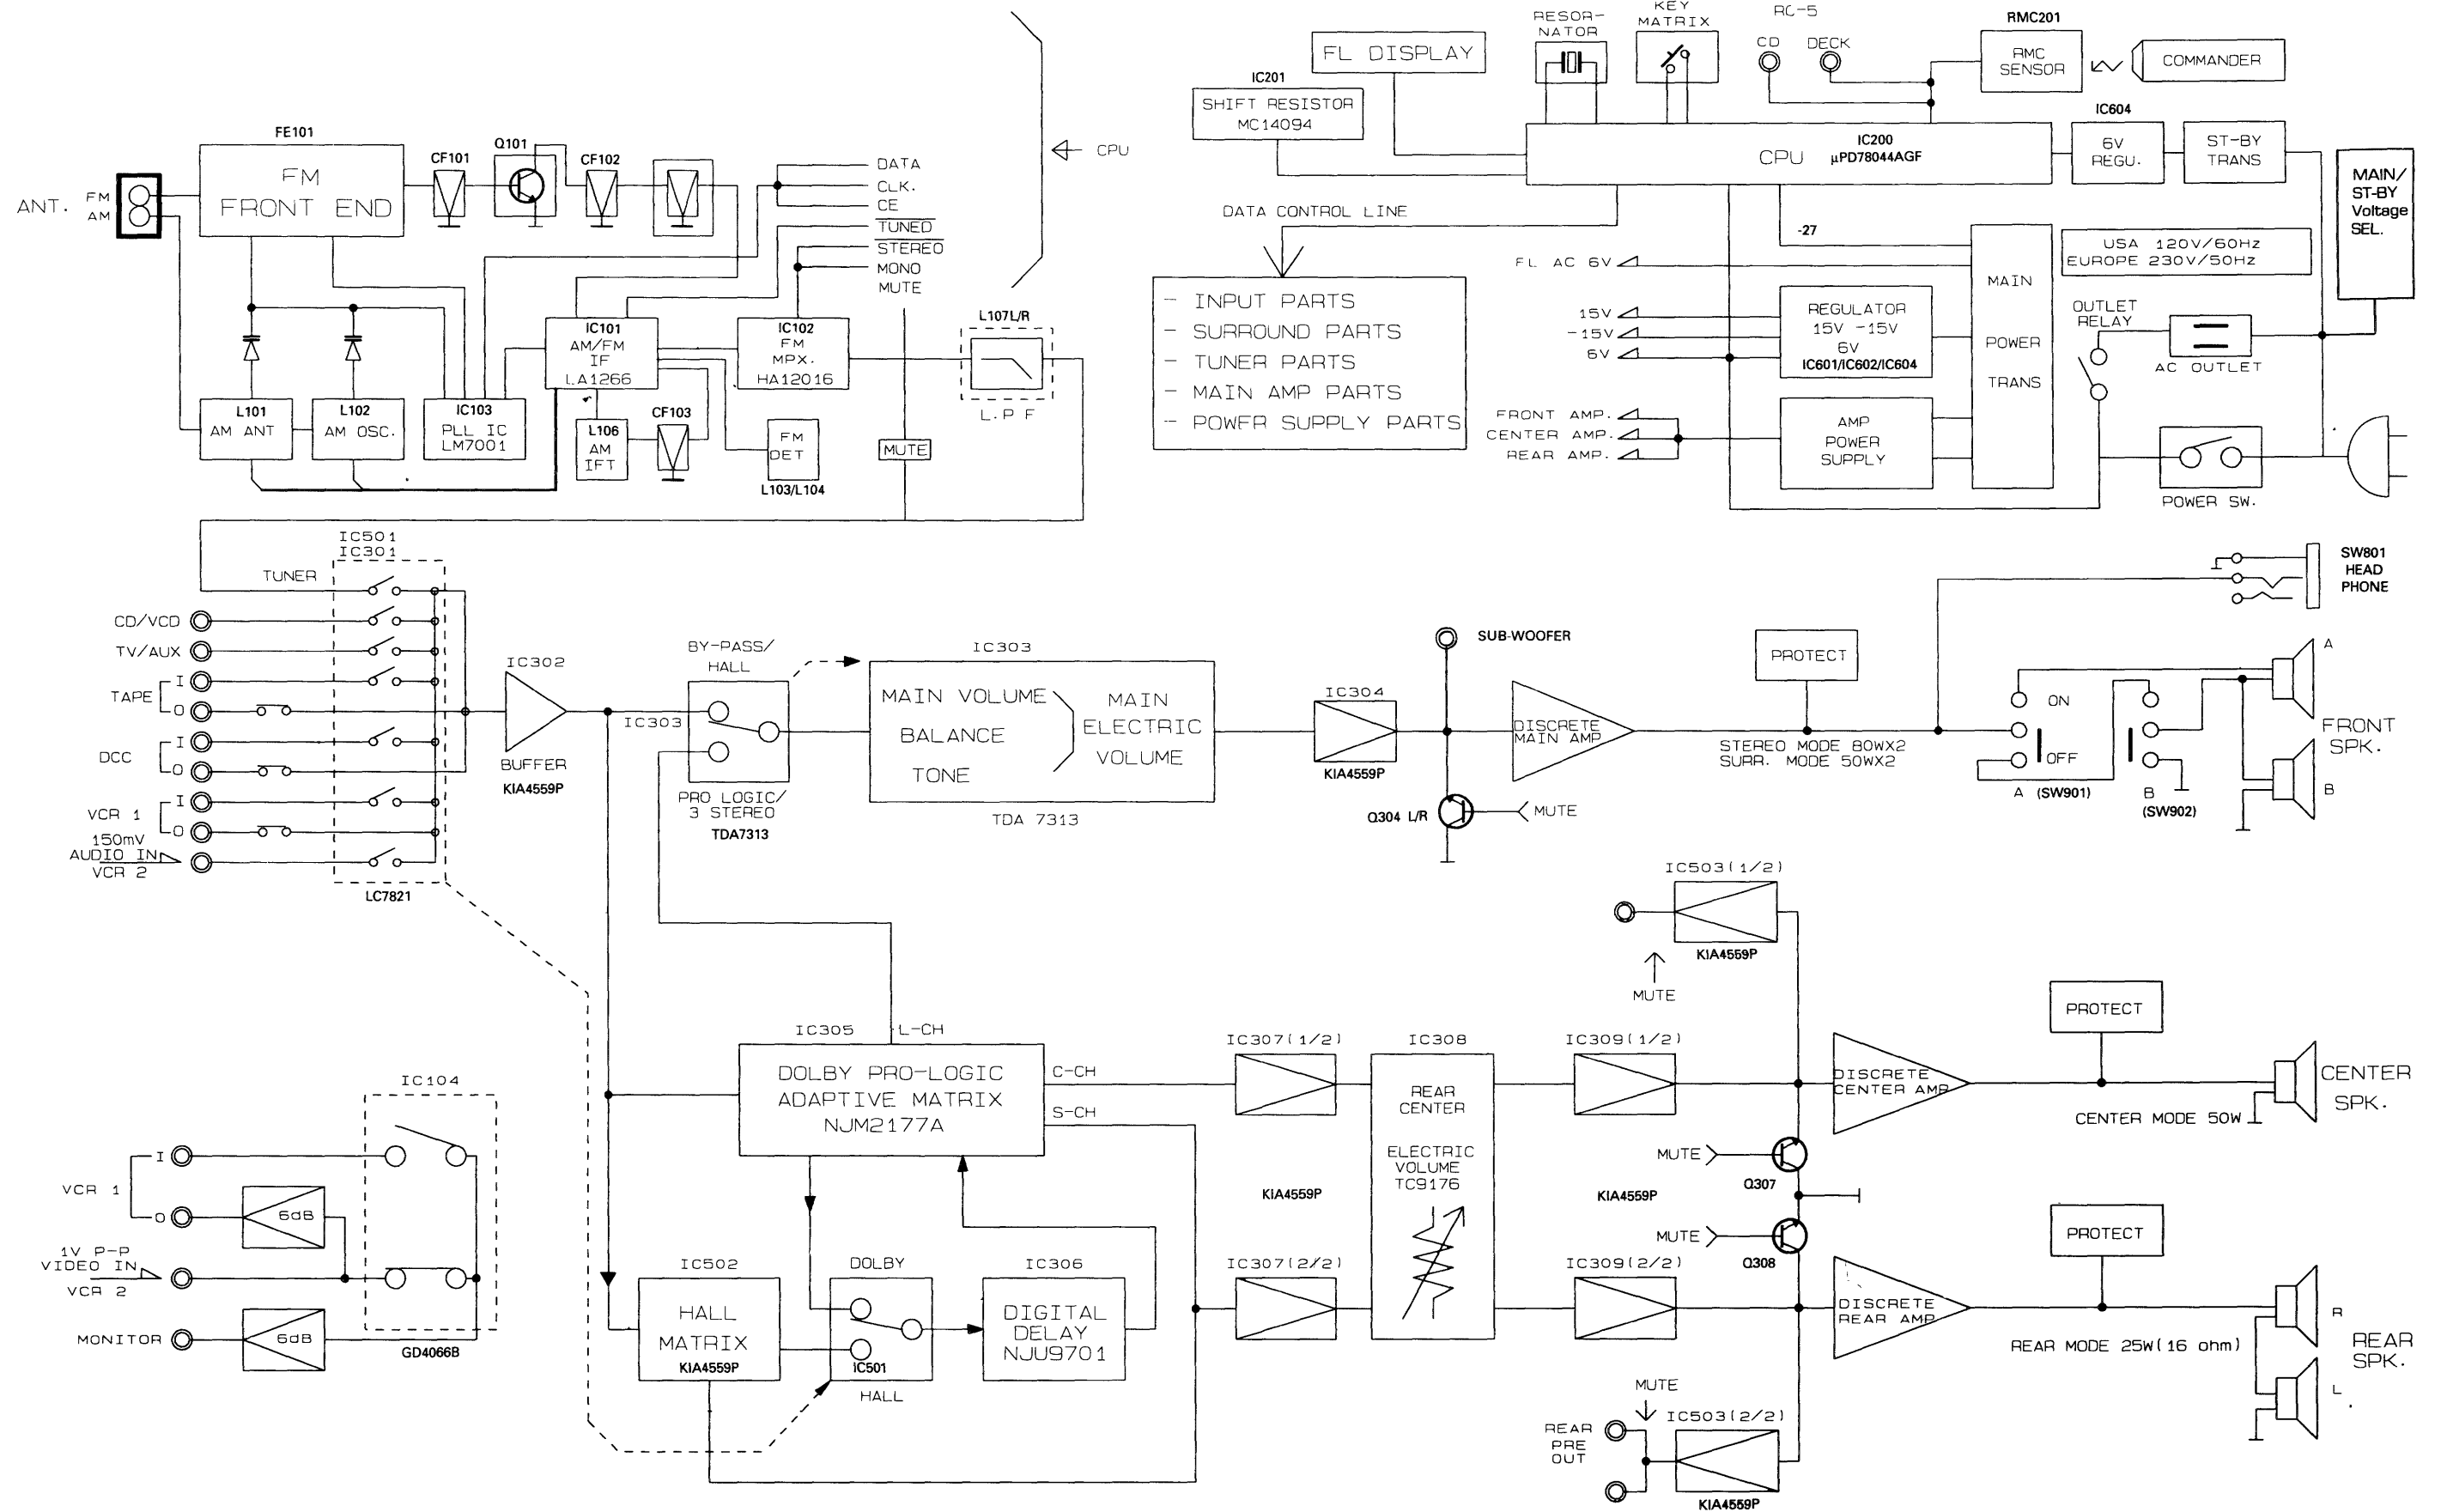 ANT.
FM
AM
FE101
FM
FRONT END
CF101
Q101
CF102
DATA
CLK.
CE
TUNED
STEREO
MONO
MUTE
CPU
L101
AM ANT
L102
AM OSC.
IC103
PLL IC
LM7001
IC101
AM/FM
IF
LA1266
IC102
FM
MPX.
HA12016
L106
AM
IFT
CF103
FM
DET
L103/L104
MUTE
L107L/R
L.P F
FL DISPLAY
IC201
SHIFT RESISTOR
MC14094
RESOR-
NATOR
KEY
MATRIX
RC-5
CD
DECK
RMC201
RMC
SENSOR
COMMANDER
CPU
IC200
µPD78044AGF
IC604
6V
REGU.
ST-BY
TRANS
MAIN/
ST-BY
Voltage
SEL.
DATA CONTROL LINE
- INPUT PARTS
- SURROUND PARTS
- TUNER PARTS
- MAIN AMP PARTS
- POWER SUPPLY PARTS
-27
FL AC 6V
15V
-15V
6V
REGULATOR
15V -15V
6V
IC601/IC602/IC604
FRONT AMP.
CENTER AMP.
REAR AMP.
AMP
POWER
SUPPLY
MAIN
POWER
TRANS
USA 120V/60Hz
EUROPE 230V/50Hz
OUTLET
RELAY
AC OUTLET
POWER SW.
IC501
IC301
TUNER
CD/VCD
TV/AUX
TAPE
I
O
DCC
I
O
VCR 1
I
O
150mV
AUDIO IN
VCR 2
LC7821
IC302
BUFFER
KIA4559P
BY-PASS/
HALL
IC303
PRO LOGIC/
3 STEREO
TDA7313
IC303
MAIN VOLUME
BALANCE
TONE
MAIN
ELECTRIC
VOLUME
TDA 7313
IC304
KIA4559P
SUB-WOOFER
Q304 L/R
MUTE
DISCRETE
MAIN AMP
PROTECT
STEREO MODE 80WX2
SURR. MODE 50WX2
SW801
HEAD
PHONE
ON
OFF
A (SW901)
B
(SW902)
A
FRONT
SPK.
B
IC503(1/2)
KIA4559P
MUTE
IC305
L-CH
DOLBY PRO-LOGIC
ADAPTIVE MATRIX
NJM2177A
C-CH
S-CH
IC307(1/2)
KIA4559P
IC307(2/2)
IC308
REAR
CENTER
ELECTRIC
VOLUME
TC9176
IC309(1/2)
KIA4559P
IC309(2/2)
MUTE
Q307
MUTE
Q308
DISCRETE
CENTER AMP
PROTECT
CENTER MODE 50W
CENTER
SPK.
DISCRETE
REAR AMP
PROTECT
REAR MODE 25W(16 ohm)
R
REAR
SPK.
L
IC104
VCR 1
I
O
6dB
1V P-P
VIDEO IN
VCR 2
MONITOR
6dB
GD4066B
IC502
HALL
MATRIX
KIA4559P
DOLBY
IC501
HALL
IC306
DIGITAL
DELAY
NJU9701
MUTE
REAR
PRE
OUT
IC503(2/2)
KIA4559P